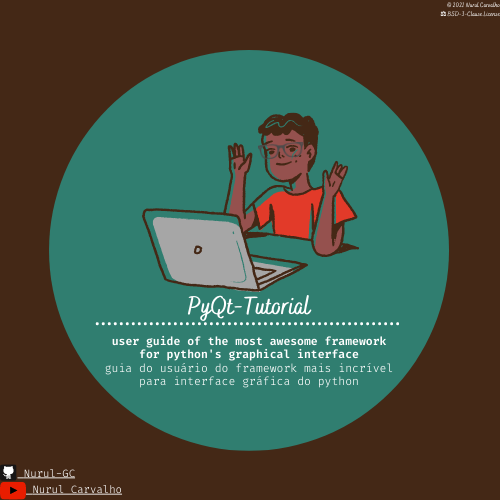 © 2021 Nurul Carvalho
⚖ BSD-3-Clause License
PyQt-Tutorial
user guide of the most awesome framework
for python's graphical interface
guia do usuário do framework mais incrível
para interface gráfica do python
Nurul-GC
Nurul Carvalho